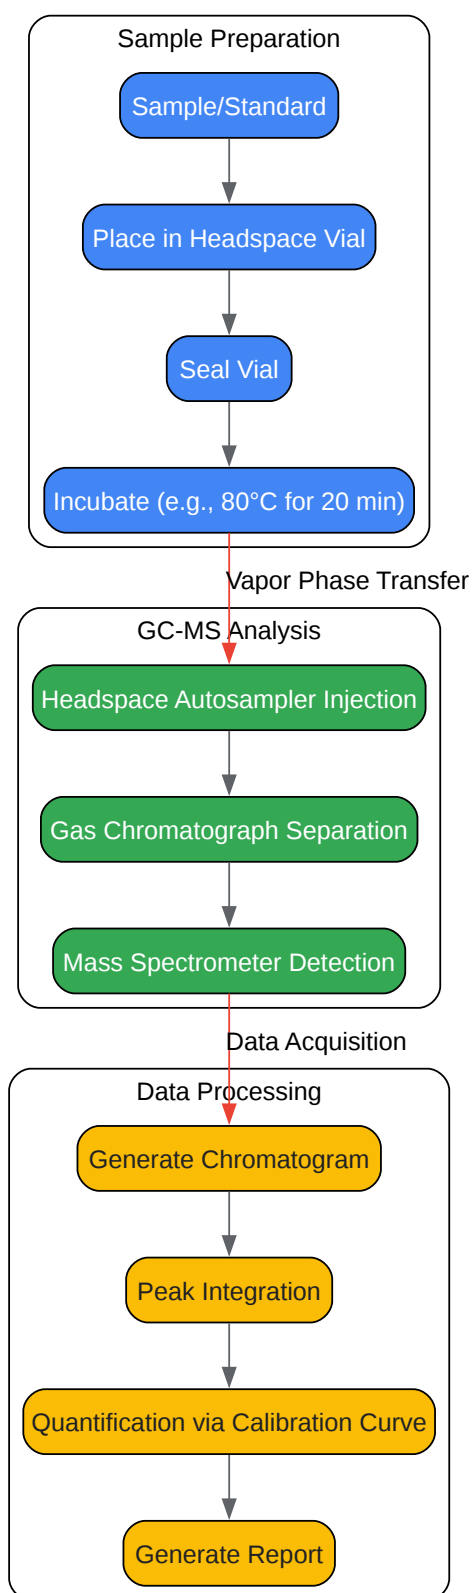 Sample Preparation
Sample/Standard
Place in Headspace Vial
Seal Vial
Incubate (e.g., 80°C for 20 min)
Vapor Phase Transfer
GC-MS Analysis
Headspace Autosampler Injection
Gas Chromatograph Separation
Mass Spectrometer Detection
Data Acquisition
Data Processing
Generate Chromatogram
Peak Integration
Quantification via Calibration Curve
Generate Report